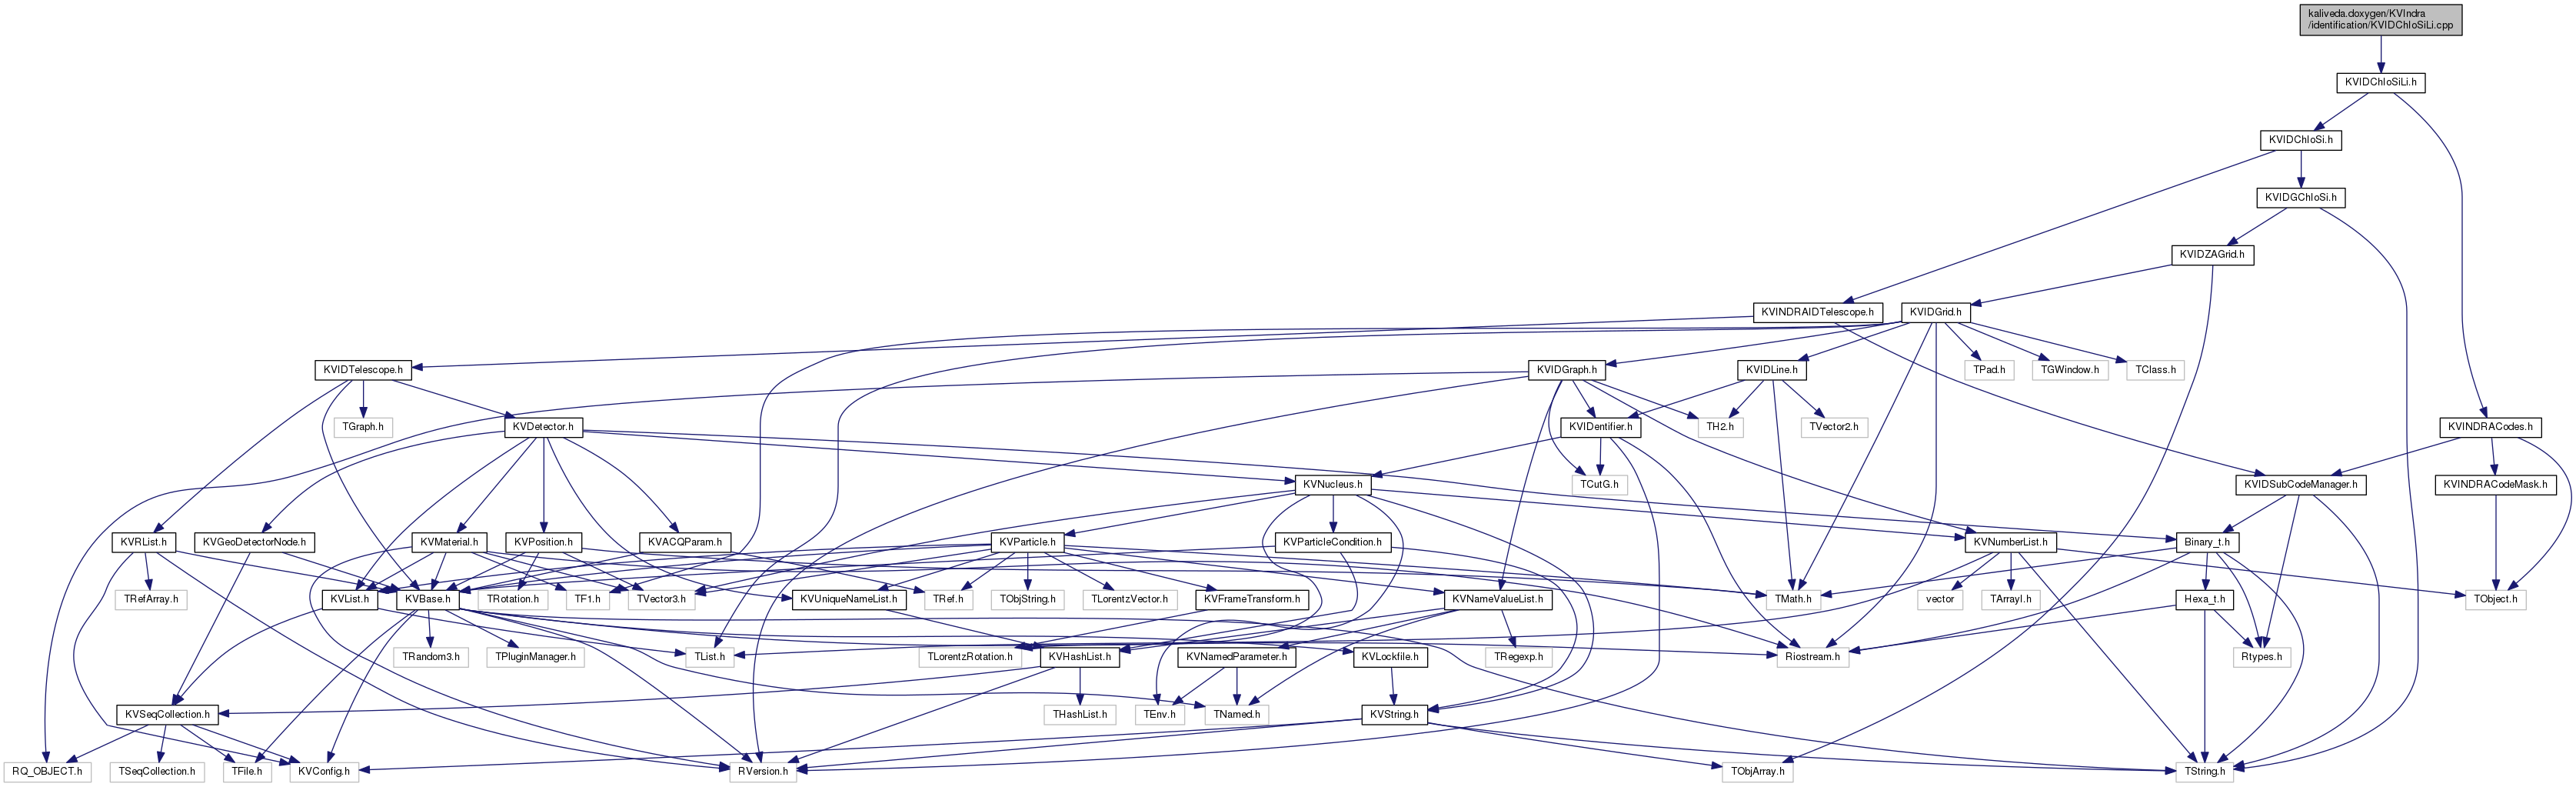 kaliveda.doxygen/KVIndra
/identification/KVIDChIoSiLi.cpp
KVIDChIoSiLi.h
KVIDChIoSi.h
KVIDGChIoSi.h
KVIDZAGrid.h
KVINDRAIDTelescope.h
KVIDGrid.h
KVIDTelescope.h
KVIDGraph.h
KVIDLine.h
TPad.h
TGWindow.h
TClass.h
TGraph.h
KVDetector.h
KVIDentifier.h
TH2.h
TVector2.h
KVINDRACodes.h
KVNucleus.h
TCutG.h
KVIDSubCodeManager.h
KVINDRACodeMask.h
KVRList.h
KVGeoDetectorNode.h
KVMaterial.h
KVPosition.h
KVACQParam.h
KVParticle.h
KVParticleCondition.h
KVNumberList.h
Binary_t.h
TRefArray.h
KVList.h
KVBase.h
TRotation.h
TF1.h
TVector3.h
KVUniqueNameList.h
TRef.h
TObjString.h
TLorentzVector.h
KVFrameTransform.h
KVNameValueList.h
TMath.h
vector
TArrayI.h
Hexa_t.h
TObject.h
TRandom3.h
TPluginManager.h
TList.h
TLorentzRotation.h
KVHashList.h
KVNamedParameter.h
KVLockfile.h
TRegexp.h
Riostream.h
Rtypes.h
KVSeqCollection.h
THashList.h
TEnv.h
TNamed.h
KVString.h
RQ_OBJECT.h
TSeqCollection.h
TFile.h
KVConfig.h
RVersion.h
TObjArray.h
TString.h